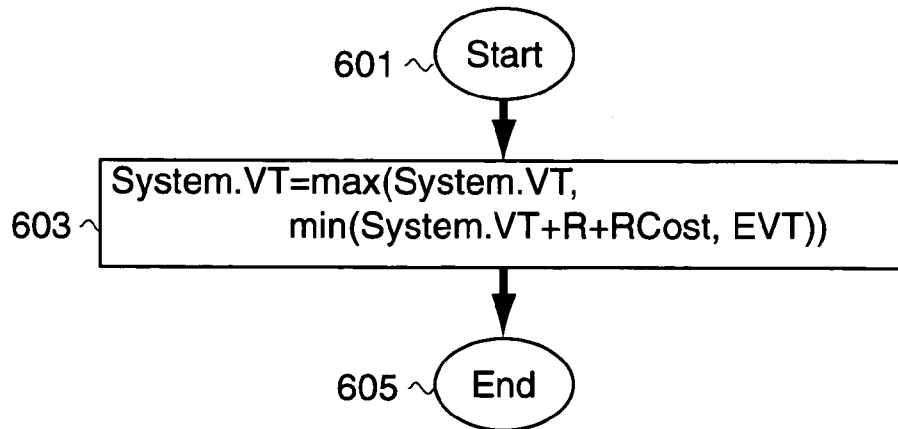 601
Start
System.VT=max(System.VT,
603
min(System.VT+R+RCost, EVT))
605
End